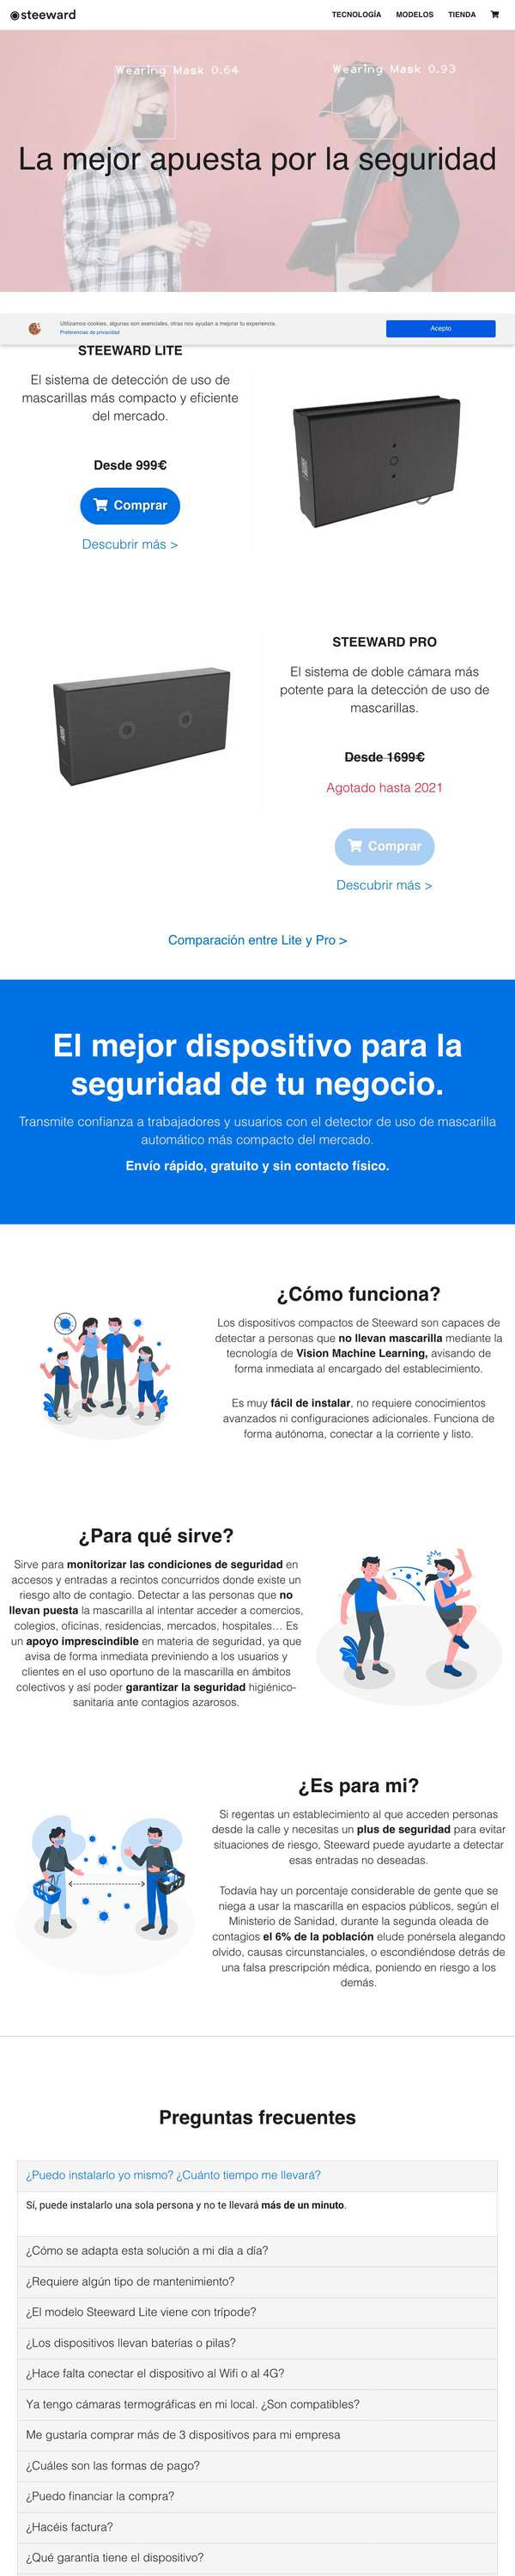 steeward
TECNOLOGÍA MODELOS TIENDA
Wearing Mask 0.64
Wearing Mask 0.93
La mejor apuesta por la seguridad
Utilizamos cookies, algunas son esenciales, otras nos ayudan a mejorar tu experiencia.
Preferencias de privacidad
Acepto
STEEWARD LITE
El sistema de detección de uso de
mascarillas más compacto y eficiente
del mercado.
Desde 999€
Comprar
Descubrir más >
STEEWARD PRO
El sistema de doble cámara más
potente para la detección de uso de
mascarillas.
Desde 1699€
Agotado hasta 2021
Comprar
Descubrir más >
Comparación entre Lite y Pro >
El mejor dispositivo para la
seguridad de tu negocio.
Transmite confianza a trabajadores y usuarios con el detector de uso de mascarilla
automático más compacto del mercado.
Envío rápido, gratuito y sin contacto físico.
¿Cómo funciona?
Los dispositivos compactos de Steeward son capaces de
detectar a personas que no llevan mascarilla mediante la
tecnología de Vision Machine Learning, avisando de
forma inmediata al encargado del establecimiento.
Es muy fácil de instalar, no requiere conocimientos
avanzados ni configuraciones adicionales. Funciona de
forma autónoma, conectar a la corriente y listo.
¿Para qué sirve?
Sirve para monitorizar las condiciones de seguridad en
accesos y entradas a recintos concurridos donde existe un
riesgo alto de contagio. Detectar a las personas que no
llevan puesta la mascarilla al intentar acceder a comercios,
colegios, oficinas, residencias, mercados, hospitales... Es
un apoyo imprescindible en materia de seguridad, ya que
avisa de forma inmediata previniendo a los usuarios y
clientes en el uso oportuno de la mascarilla en ámbitos
colectivos y así poder garantizar la seguridad higiénico-
sanitaria ante contagios azarosos.
¿Es para mi?
Si regentas un establecimiento al que acceden personas
desde la calle y necesitas un plus de seguridad para evitar
situaciones de riesgo, Steeward puede ayudarte a detectar
esas entradas no deseadas.
Todavía hay un porcentaje considerable de gente que se
niega a usar la mascarilla en espacios públicos, según el
Ministerio de Sanidad, durante la segunda oleada de
contagios el 6% de la población elude ponérsela alegando
olvido, causas circunstanciales, o escondiéndose detrás de
una falsa prescripción médica, poniendo en riesgo a los
demás.
Preguntas frecuentes
¿Puedo instalarlo yo mismo? ¿Cuánto tiempo me llevará?
Sí, puede instalarlo una sola persona y no te llevará más de un minuto.
¿Cómo se adapta esta solución a mi día a día?
¿Requiere algún tipo de mantenimiento?
¿El modelo Steeward Lite viene con trípode?
¿Los dispositivos llevan baterías o pilas?
¿Hace falta conectar el dispositivo al Wifi o al 4G?
Ya tengo cámaras termográficas en mi local. ¿Son compatibles?
Me gustaría comprar más de 3 dispositivos para mi empresa
¿Cuáles son las formas de pago?
¿Puedo financiar la compra?
¿Hacéis factura?
¿Qué garantía tiene el dispositivo?